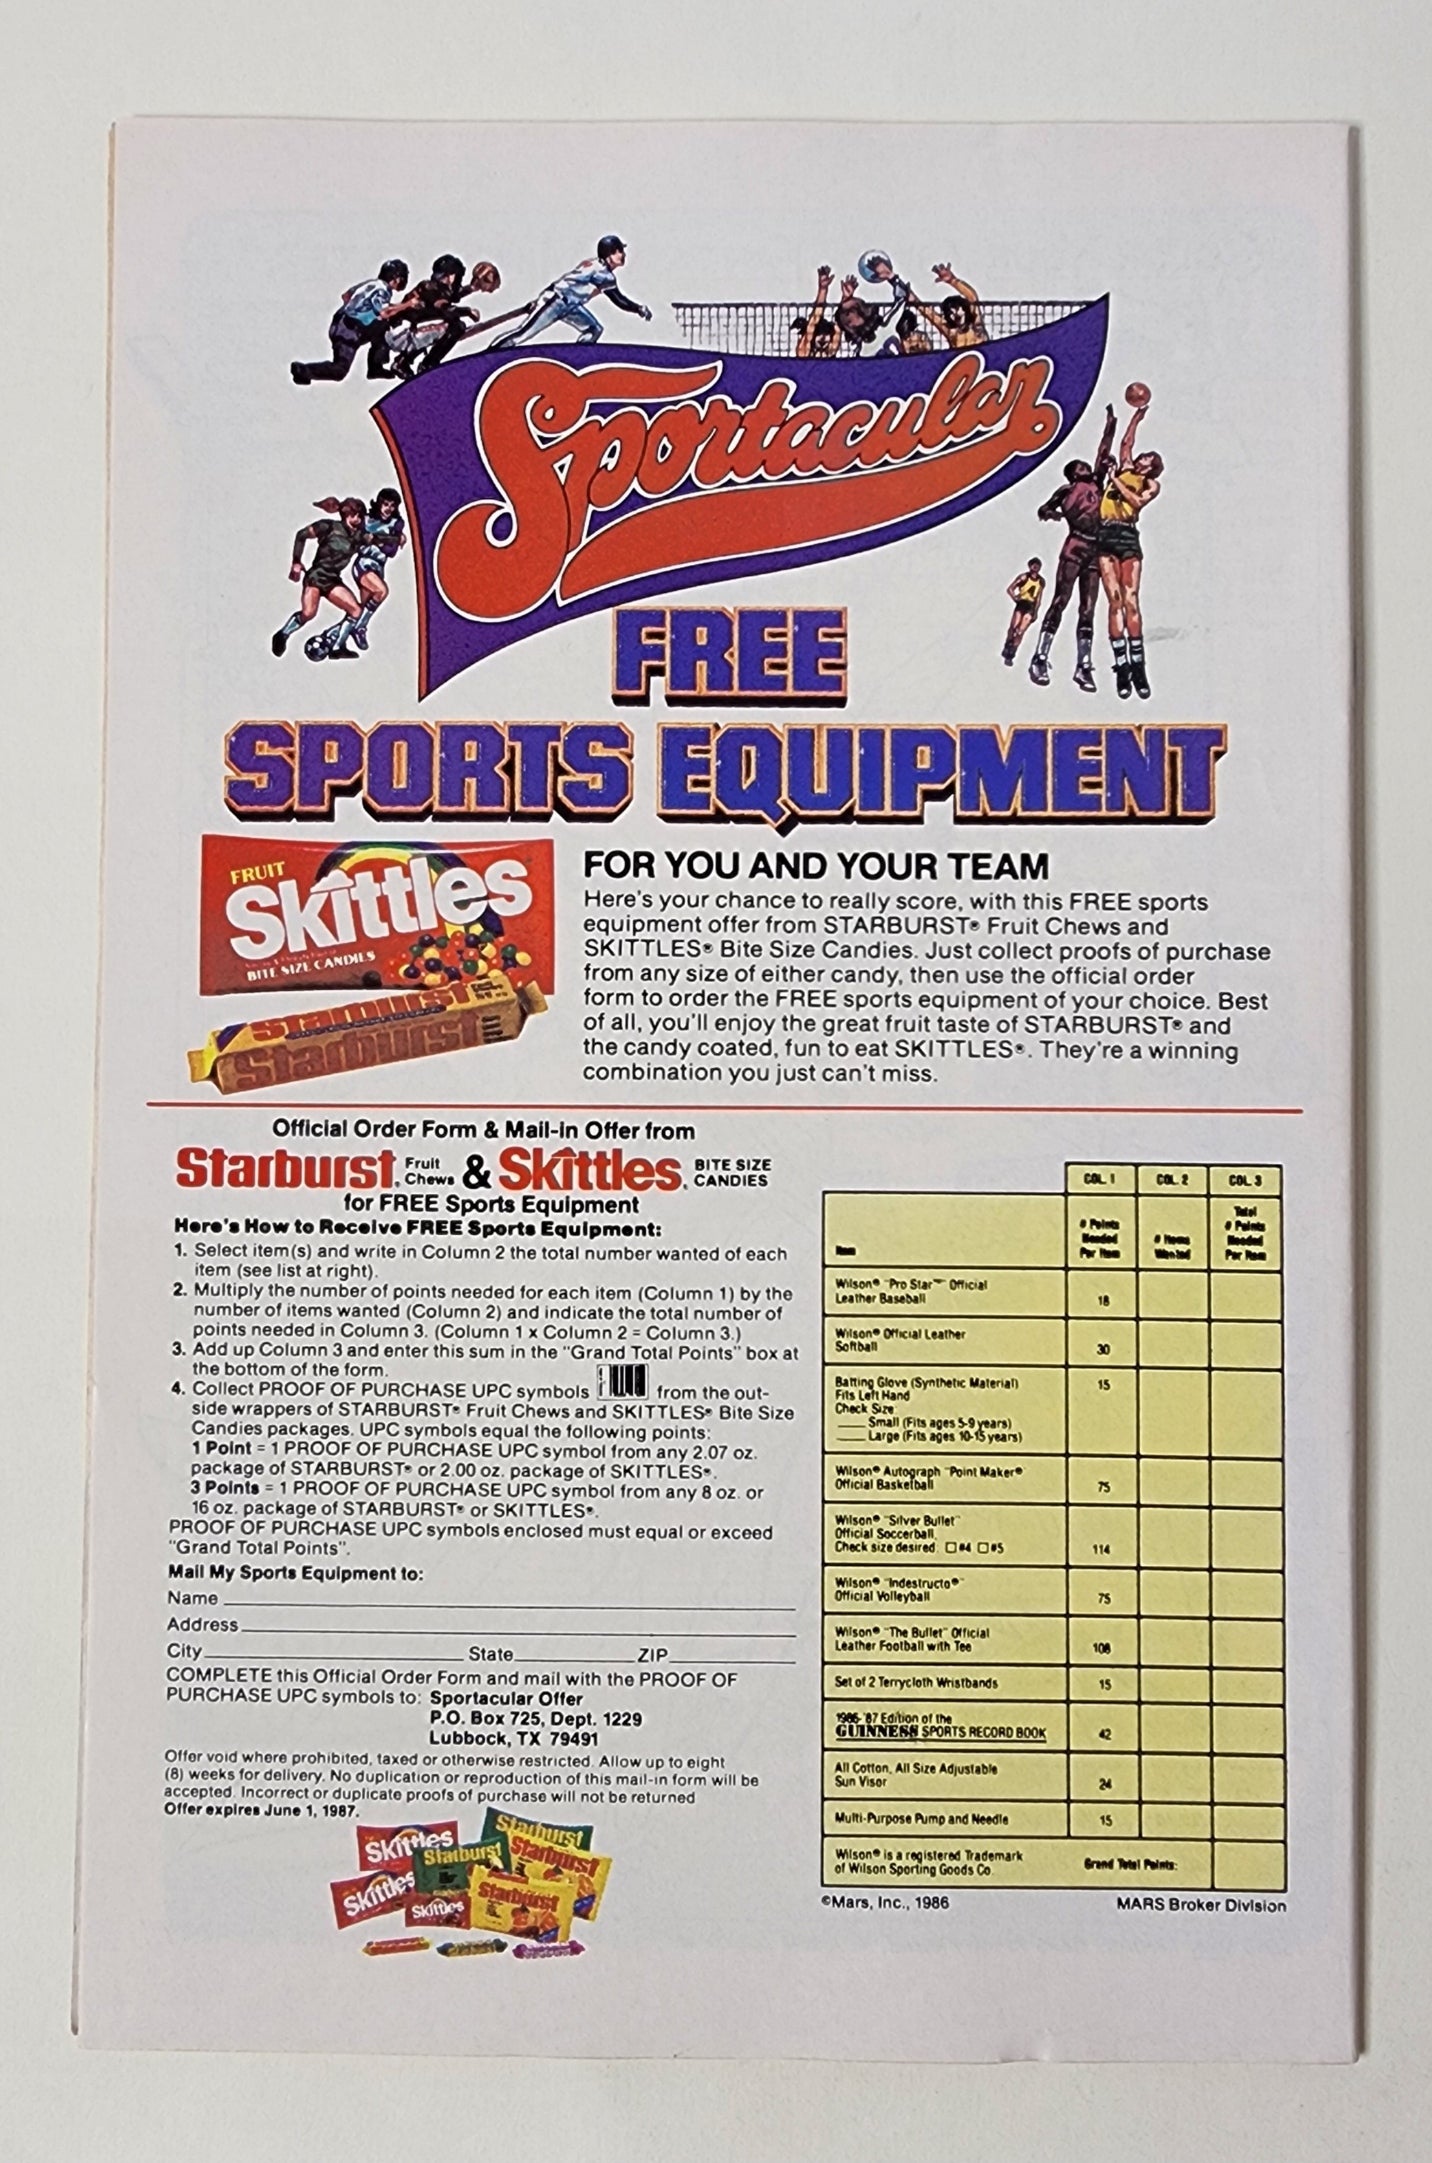 Sportacular
FREE
SPORTS EQUIPMENT
FRUIT
Skittles
BITE SIZE CANDIES
Starburst
Starburst
FOR YOU AND YOUR TEAM
Here's your chance to really score, with this FREE sports
equipment offer from STARBURST® Fruit Chews and
SKITTLES® Bite Size Candies. Just collect proofs of purchase
from any size of either candy, then use the official order
form to order the FREE sports equipment of your choice. Best
of all, you'll enjoy the great fruit taste of STARBURST® and
the candy coated, fun to eat SKITTLES®. They're a winning
combination you just can't miss.
Official Order Form & Mail-in Offer from
Starburst® Fruit Chews & Skittles® BITE SIZE CANDIES
for FREE Sports Equipment
Here's How to Receive FREE Sports Equipment:
1. Select item(s) and write in Column 2 the total number wanted of each
item (see list at right).
2. Multiply the number of points needed for each item (Column 1) by the
number of items wanted (Column 2) and indicate the total number of
points needed in Column 3. (Column 1 x Column 2 = Column 3.)
3. Add up Column 3 and enter this sum in the "Grand Total Points" box at
the bottom of the form.
4. Collect PROOF OF PURCHASE UPC symbols from the out-
side wrappers of STARBURST® Fruit Chews and SKITTLES® Bite Size
Candies packages. UPC symbols equal the following points:
1 Point = 1 PROOF OF PURCHASE UPC symbol from any 2.07 oz.
package of STARBURST® or 2.00 oz. package of SKITTLES®.
3 Points = 1 PROOF OF PURCHASE UPC symbol from any 8 oz. or
16 oz. package of STARBURST® or SKITTLES®.
PROOF OF PURCHASE UPC symbols enclosed must equal or exceed
"Grand Total Points".
Mail My Sports Equipment to:
Name
Address
City State ZIP
COMPLETE this Official Order Form and mail with the PROOF OF
PURCHASE UPC symbols to: Sportacular Offer
P.O. Box 725, Dept. 1229
Lubbock, TX 79491
Offer void where prohibited, taxed or otherwise restricted. Allow up to eight
(8) weeks for delivery. No duplication or reproduction of this mail-in form will be
accepted. Incorrect or duplicate proofs of purchase will not be returned
Offer expires June 1, 1987.
Skittles
Starburst
Starburst
Starburst
Skittles
Skittles
Starburst
COL. 1 COL. 2 COL. 3
Item
# Points Needed Per Item
# Items Wanted
Total # Points Needed Per Item
Wilson® "Pro Star™ Official
Leather Baseball 18
Wilson® Official Leather
Softball 30
Batting Glove (Synthetic Material) 15
Fits Left Hand
Check Size:
Small (Fits ages 5-9 years)
Large (Fits ages 10-15 years)
Wilson® Autograph "Point Maker®
Official Basketball 75
Wilson® "Silver Bullet"
Official Soccerball,
Check size desired: ☐ #4 ☐ #5 114
Wilson® "Indestructo®"
Official Volleyball 75
Wilson® "The Bullet" Official
Leather Football with Tee 108
Set of 2 Terrycloth Wristbands 15
1986-'87 Edition of the
GUINNESS SPORTS RECORD BOOK 42
All Cotton, All Size Adjustable
Sun Visor 24
Multi-Purpose Pump and Needle 15
Wilson® is a registered Trademark
of Wilson Sporting Goods Co.
Grand Total Points:
©Mars, Inc., 1986 MARS Broker Division